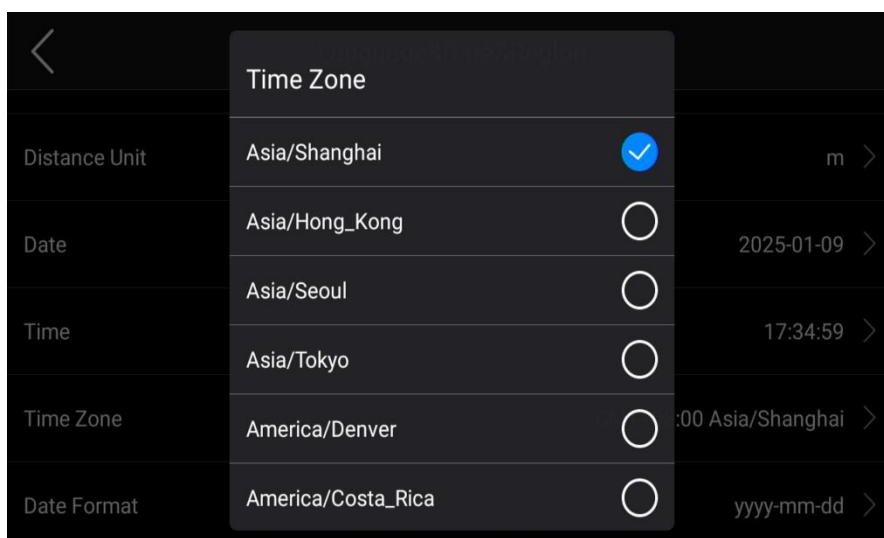 Time Zone
Distance Unit
Asia/Shanghai
m
Date
Asia/Hong_Kong
2025-01-09
Asia/Seoul
Time
17:34:59
Asia/Tokyo
Time Zone
:00 Asia/Shanghai
America/Denver
Date Format
America/Costa_Rica
yyyy-mm-dd